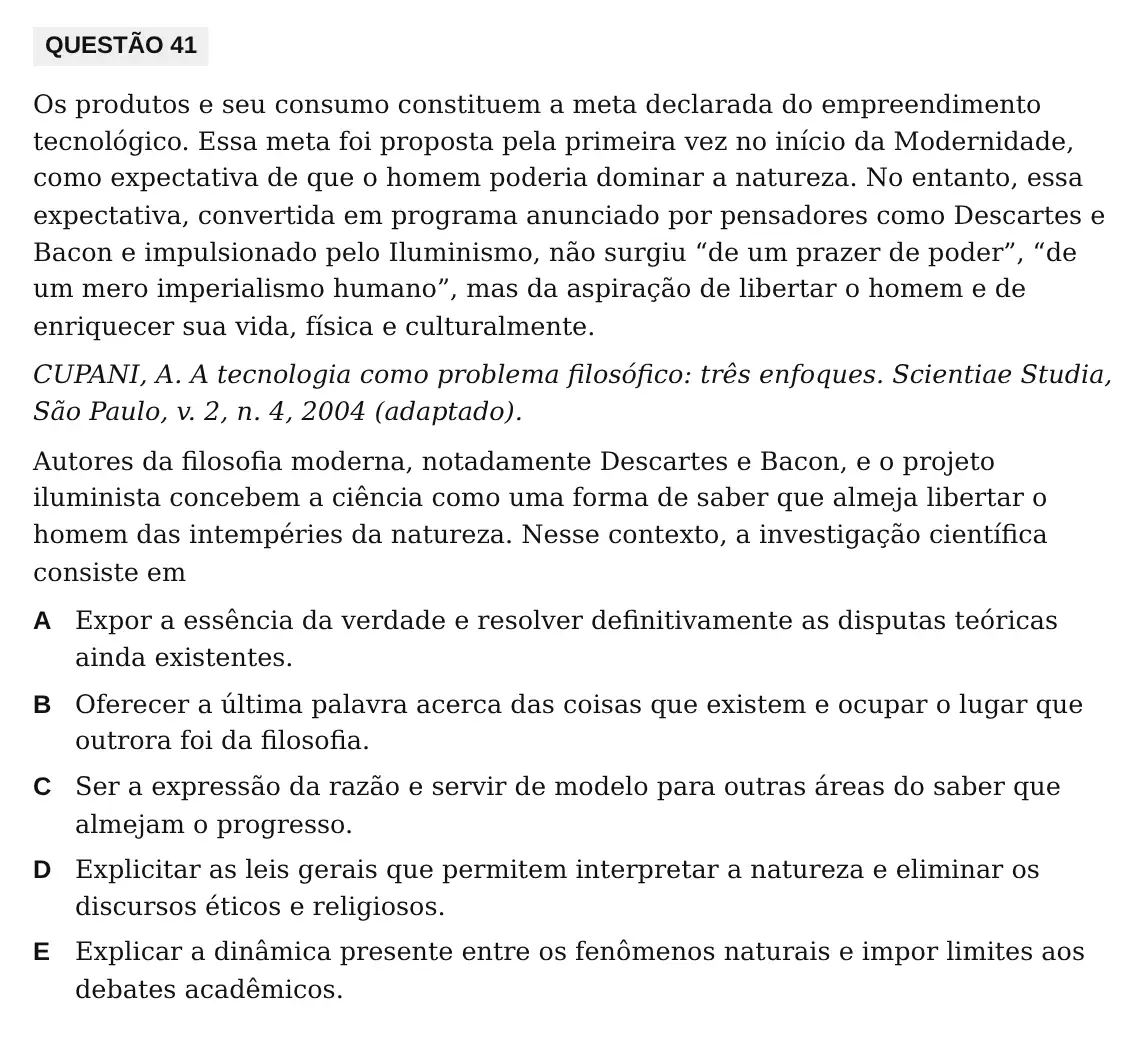 QUESTÃO 41
Os produtos e seu consumo constituem a meta declarada do empreendimento
tecnológico. Essa meta foi proposta pela primeira vez no início da Modernidade,
como expectativa de que o homem poderia dominar a natureza. No entanto, essa
expectativa, convertida em programa anunciado por pensadores como Descartes e
Bacon e impulsionado pelo Iluminismo, não surgiu “de um prazer de poder”, “de
um mero imperialismo humano”, mas da aspiração de libertar o homem e de
enriquecer sua vida, física e culturalmente.
CUPANI, A. A tecnologia como problema filosófico: três enfoques. Scientiae Studia,
São Paulo, v. 2, n. 4, 2004 (adaptado).
Autores da filosofia moderna, notadamente Descartes e Bacon, e o projeto
iluminista concebem a ciência como uma forma de saber que almeja libertar o
homem das intempéries da natureza. Nesse contexto, a investigação científica
consiste em
A Expor a essência da verdade e resolver definitivamente as disputas teóricas
ainda existentes.
B Oferecer a última palavra acerca das coisas que existem e ocupar o lugar que
outrora foi da filosofia.
C Ser a expressão da razão e servir de modelo para outras áreas do saber que
almejam o progresso.
D Explicitar as leis gerais que permitem interpretar a natureza e eliminar os
discursos éticos e religiosos.
E Explicar a dinâmica presente entre os fenômenos naturais e impor limites aos
debates acadêmicos.